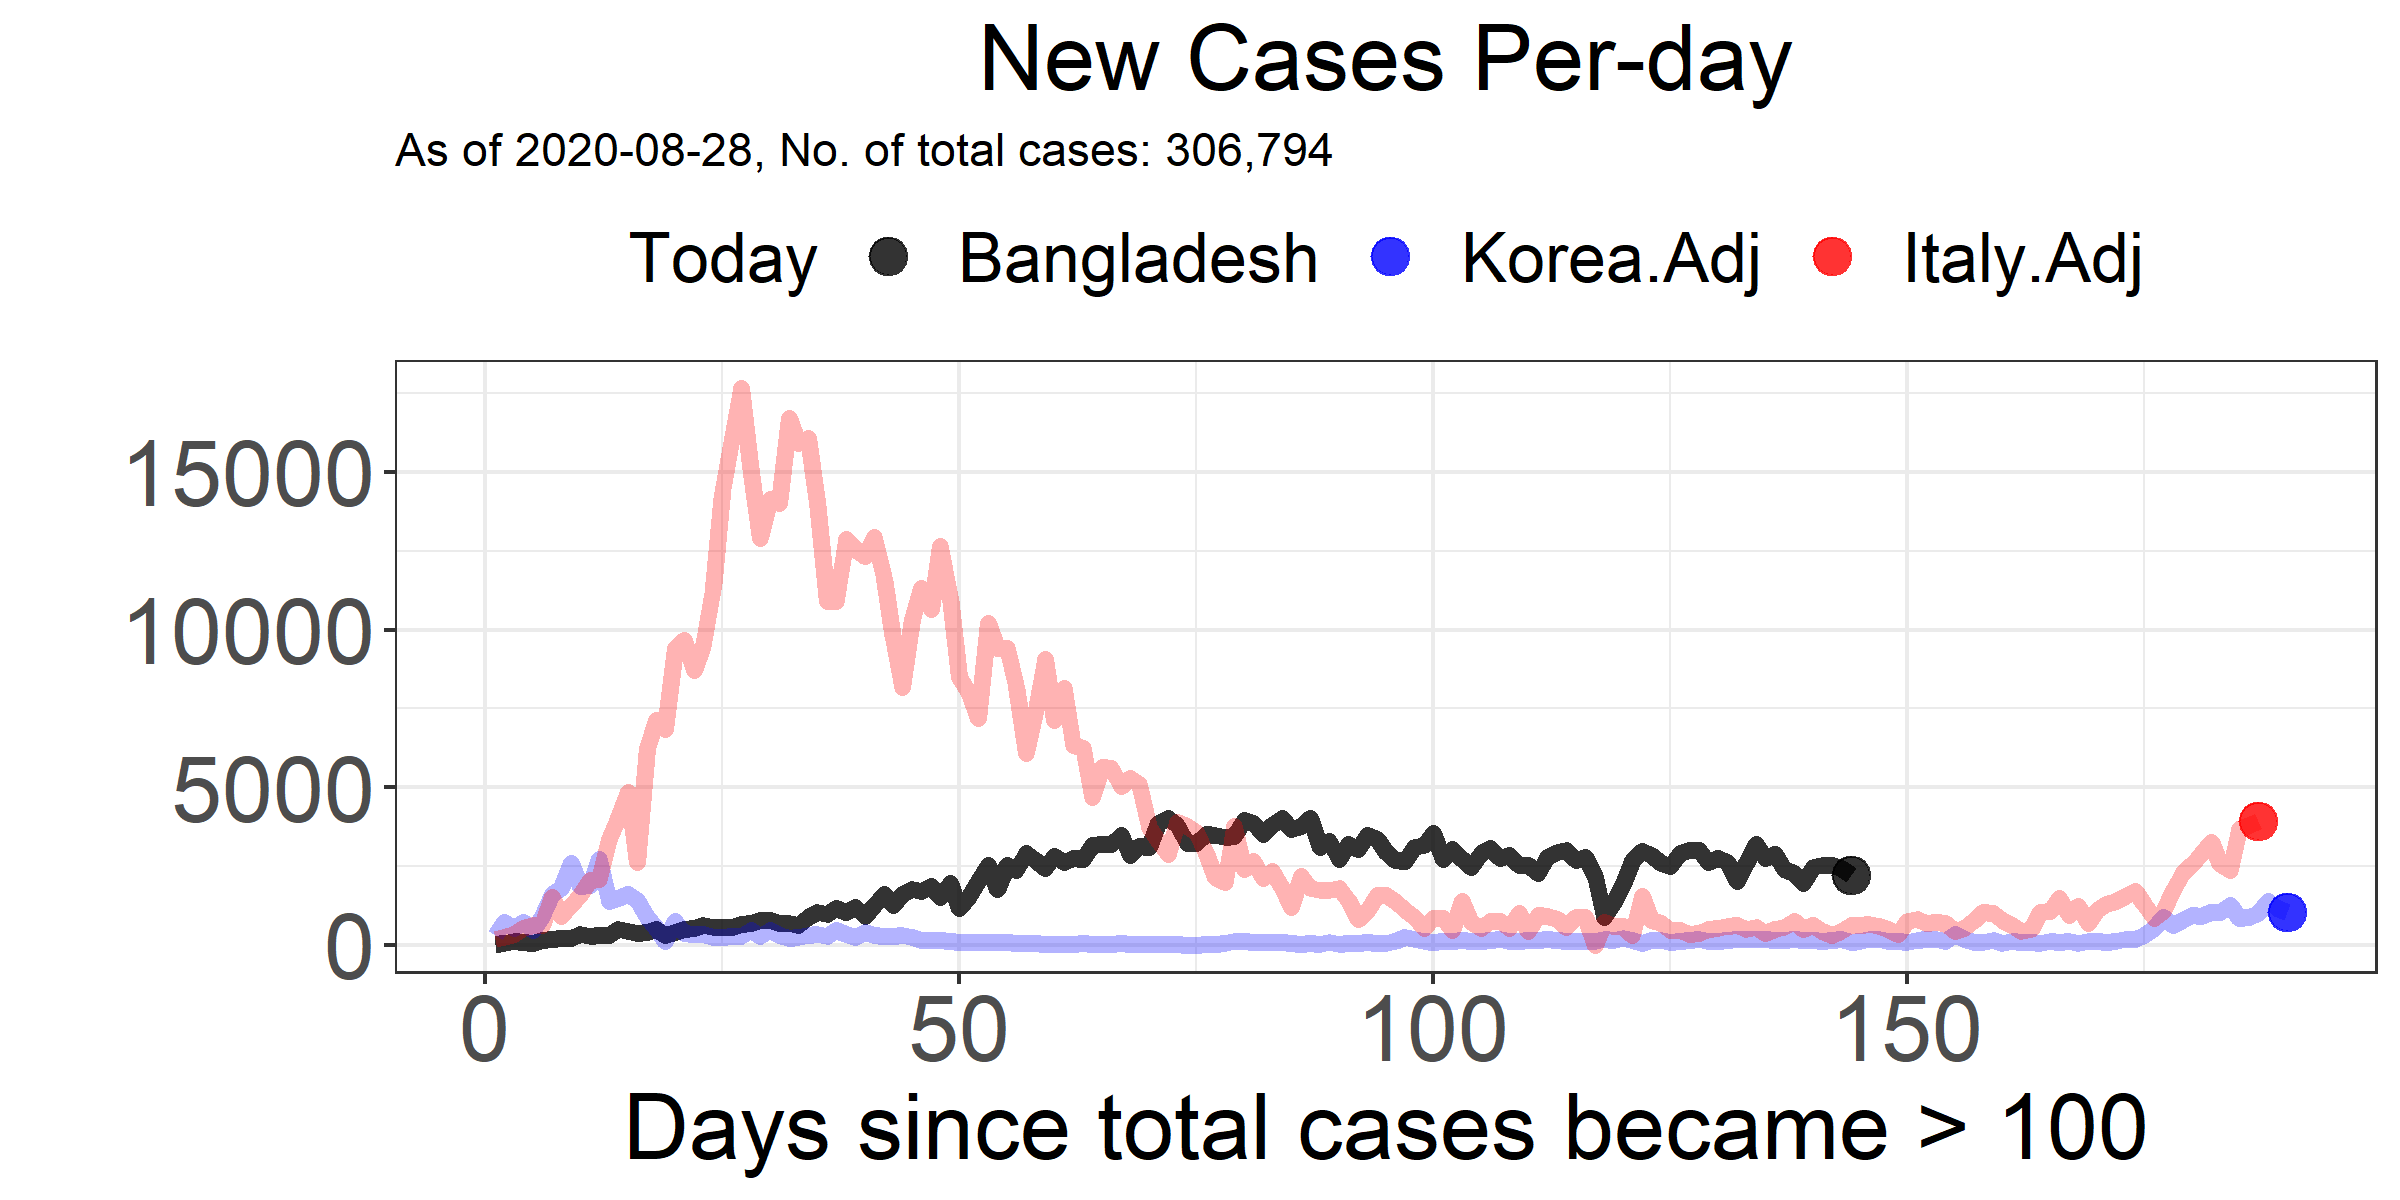 New Cases Per-day
As of 2020-08-28, No. of total cases: 306,794
Today Bangladesh Korea.Adj Italy.Adj
15000
10000
5000
0
0 50 100 150
Days since total cases became > 100